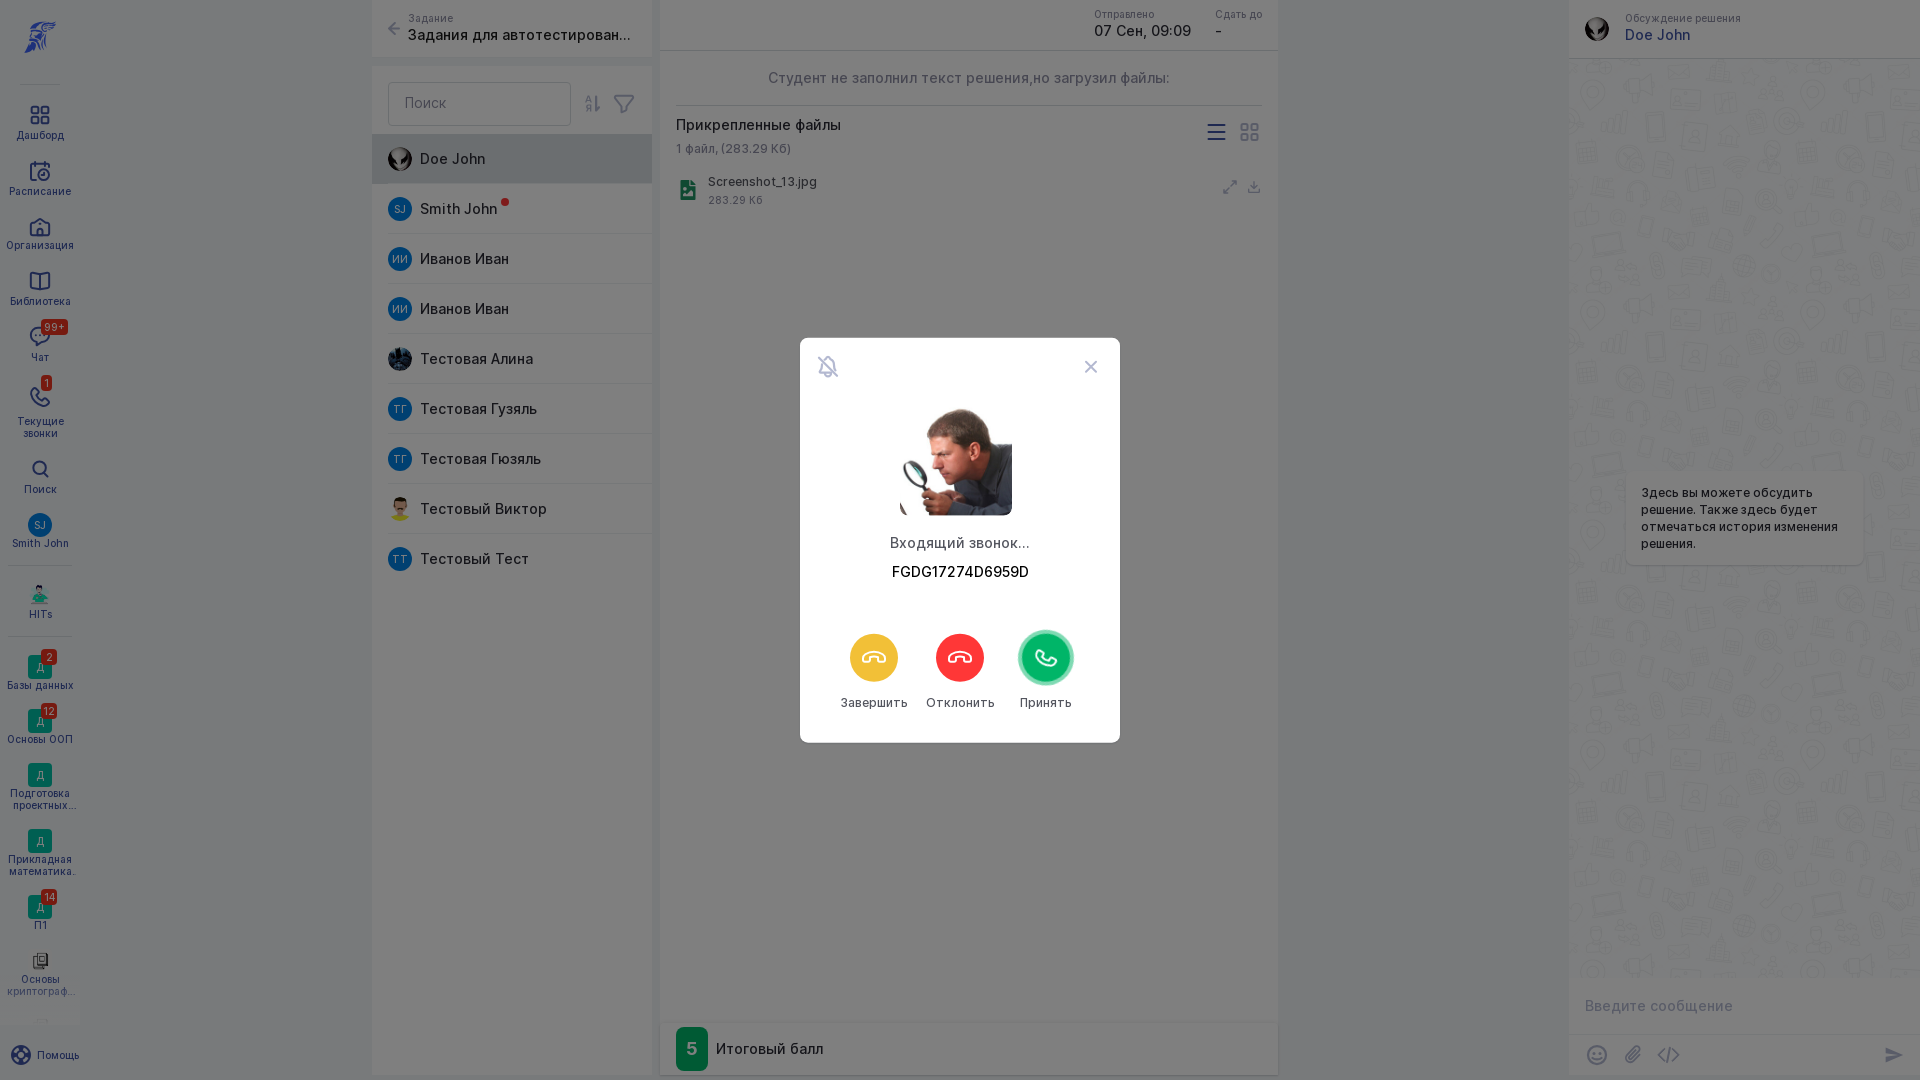 Дашборд
Расписание
Организация
Библиотека
99+
Чат
1
Текущие
звонки
Поиск
SJ
Smith John
HITs
2
Д
Базы данных
12
Д
Основы ООП
Д
Подготовка
проектных...
Д
Прикладная
математика.
14
Д
П1
Основы
криптограф...
Помощь
Задание
Задания для автотестирован...
Поиск
Doe John
SJ Smith John
ИИ Иванов Иван
ИИ Иванов Иван
Тестовая Алина
ТГ Тестовая Гузяль
ТГ Тестовая Гюзяль
Тестовый Виктор
ТТ Тестовый Тест
Отправлено
07 Сен, 09:09
Сдать до
-
Студент не заполнил текст решения,но загрузил файлы:
Прикрепленные файлы
1 файл, (283.29 Кб)
Screenshot_13.jpg
283.29 Кб
Входящий звонок...
FGDG17274D6959D
Завершить
Отклонить
Принять
5 Итоговый балл
Обсуждение решения
Doe John
Здесь вы можете обсудить
решение. Также здесь будет
отмечаться история изменения
решения.
Введите сообщение